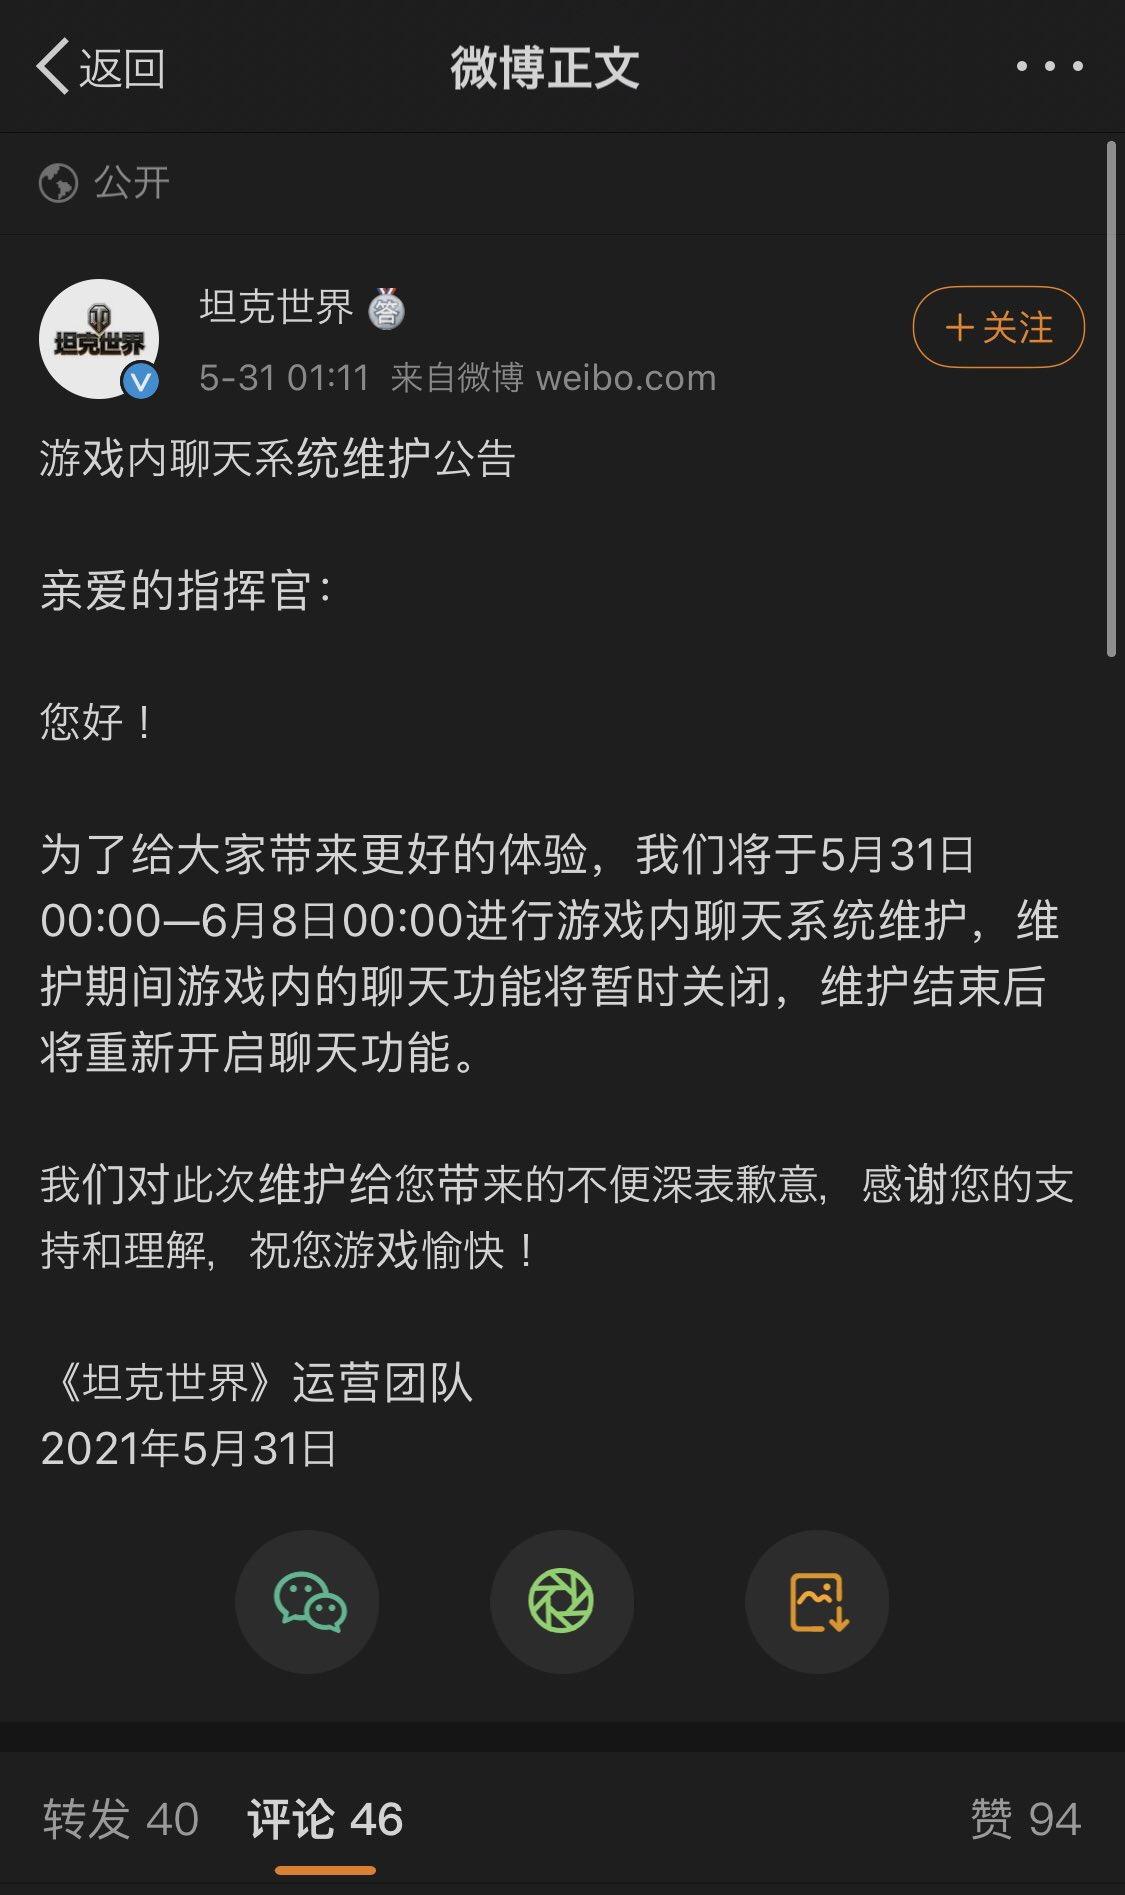 返回
微博正文
公开
坦克世界 答
5-31 01:11 来自微博 weibo.com
+关注
坦克世界
游戏内聊天系统维护公告
亲爱的指挥官：
您好！
为了给大家带来更好的体验，我们将于5月31日
00:00—6月8日00:00进行游戏内聊天系统维护，维
护期间游戏内的聊天功能将暂时关闭，维护结束后
将重新开启聊天功能。
我们对此次维护给您带来的不便深表歉意，感谢您的支
持和理解，祝您游戏愉快！
《坦克世界》运营团队
2021年5月31日
转发 40 评论 46 赞 94